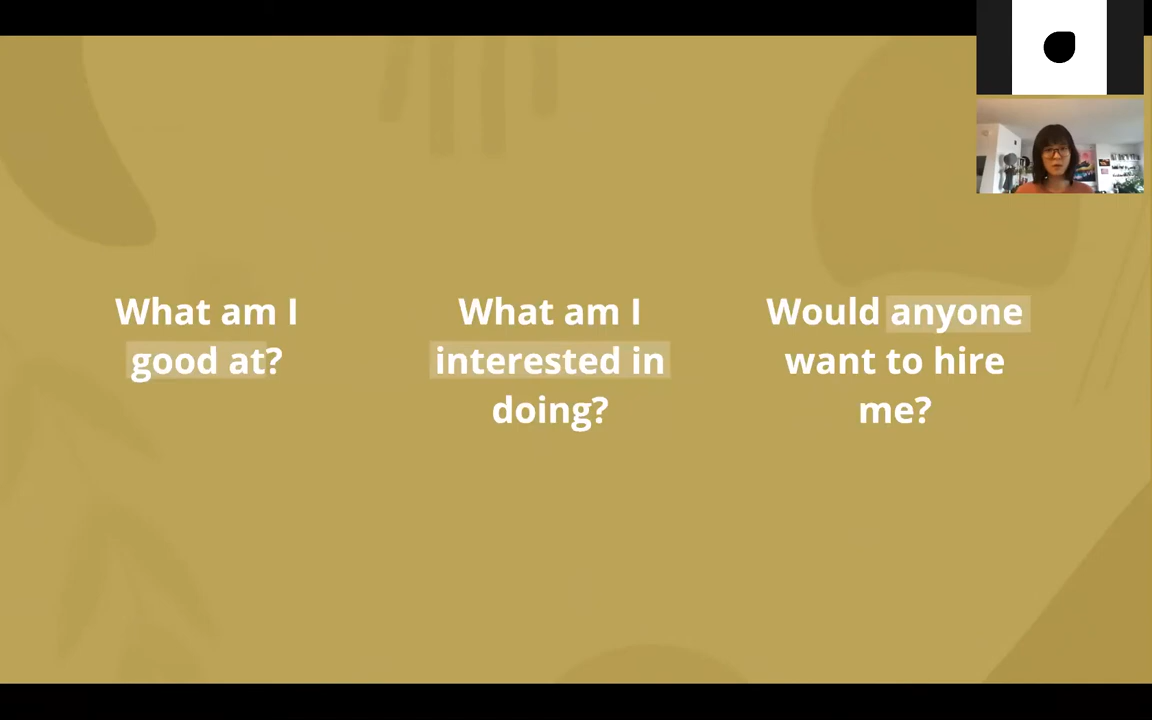 What am I
good at?
What am I
interested in
doing?
Would anyone
want to hire
me?